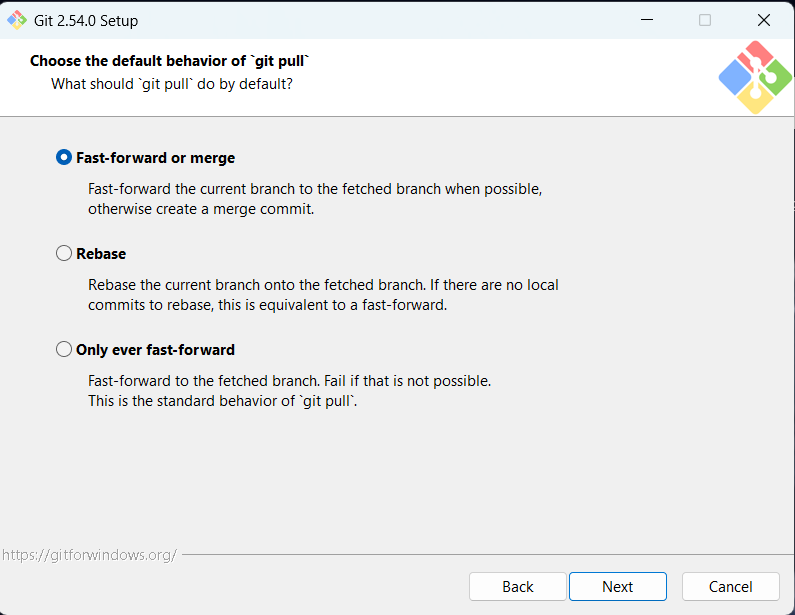 Git 2.54.0 Setup
Choose the default behavior of `git pull`
What should `git pull` do by default?
Fast-forward or merge
Fast-forward the current branch to the fetched branch when possible,
otherwise create a merge commit.
Rebase
Rebase the current branch onto the fetched branch. If there are no local
commits to rebase, this is equivalent to a fast-forward.
Only ever fast-forward
Fast-forward to the fetched branch. Fail if that is not possible.
This is the standard behavior of `git pull`.
https://gitforwindows.org/
Back
Next
Cancel